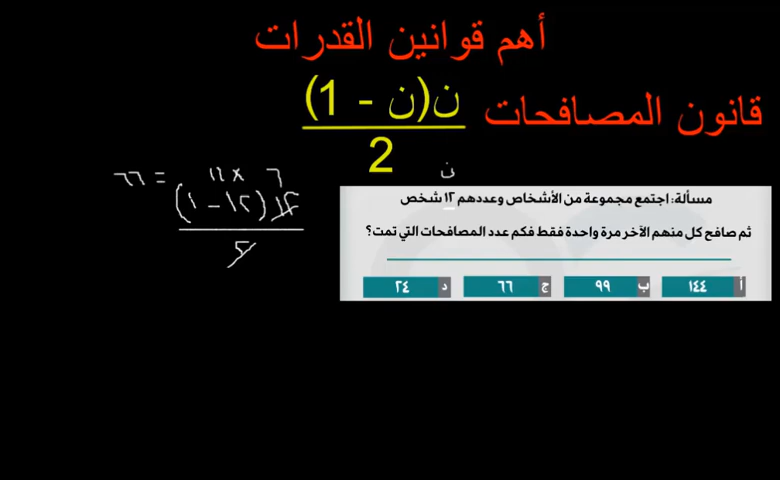 أهم قوانين القدرات
قانون المصافحات ن(ن - 1)
2
ن
٦ × ١١ = ٦٦
١٢ (١٢ - ١)
٢
مسألة: اجتمع مجموعة من الأشخاص وعددهم ١٢ شخص
ثم صافح كل منهم الآخر مرة واحدة فقط فكم عدد المصافحات التي تمت؟
أ ١٤٤ ب ٩٩ ج ٦٦ د ٢٤